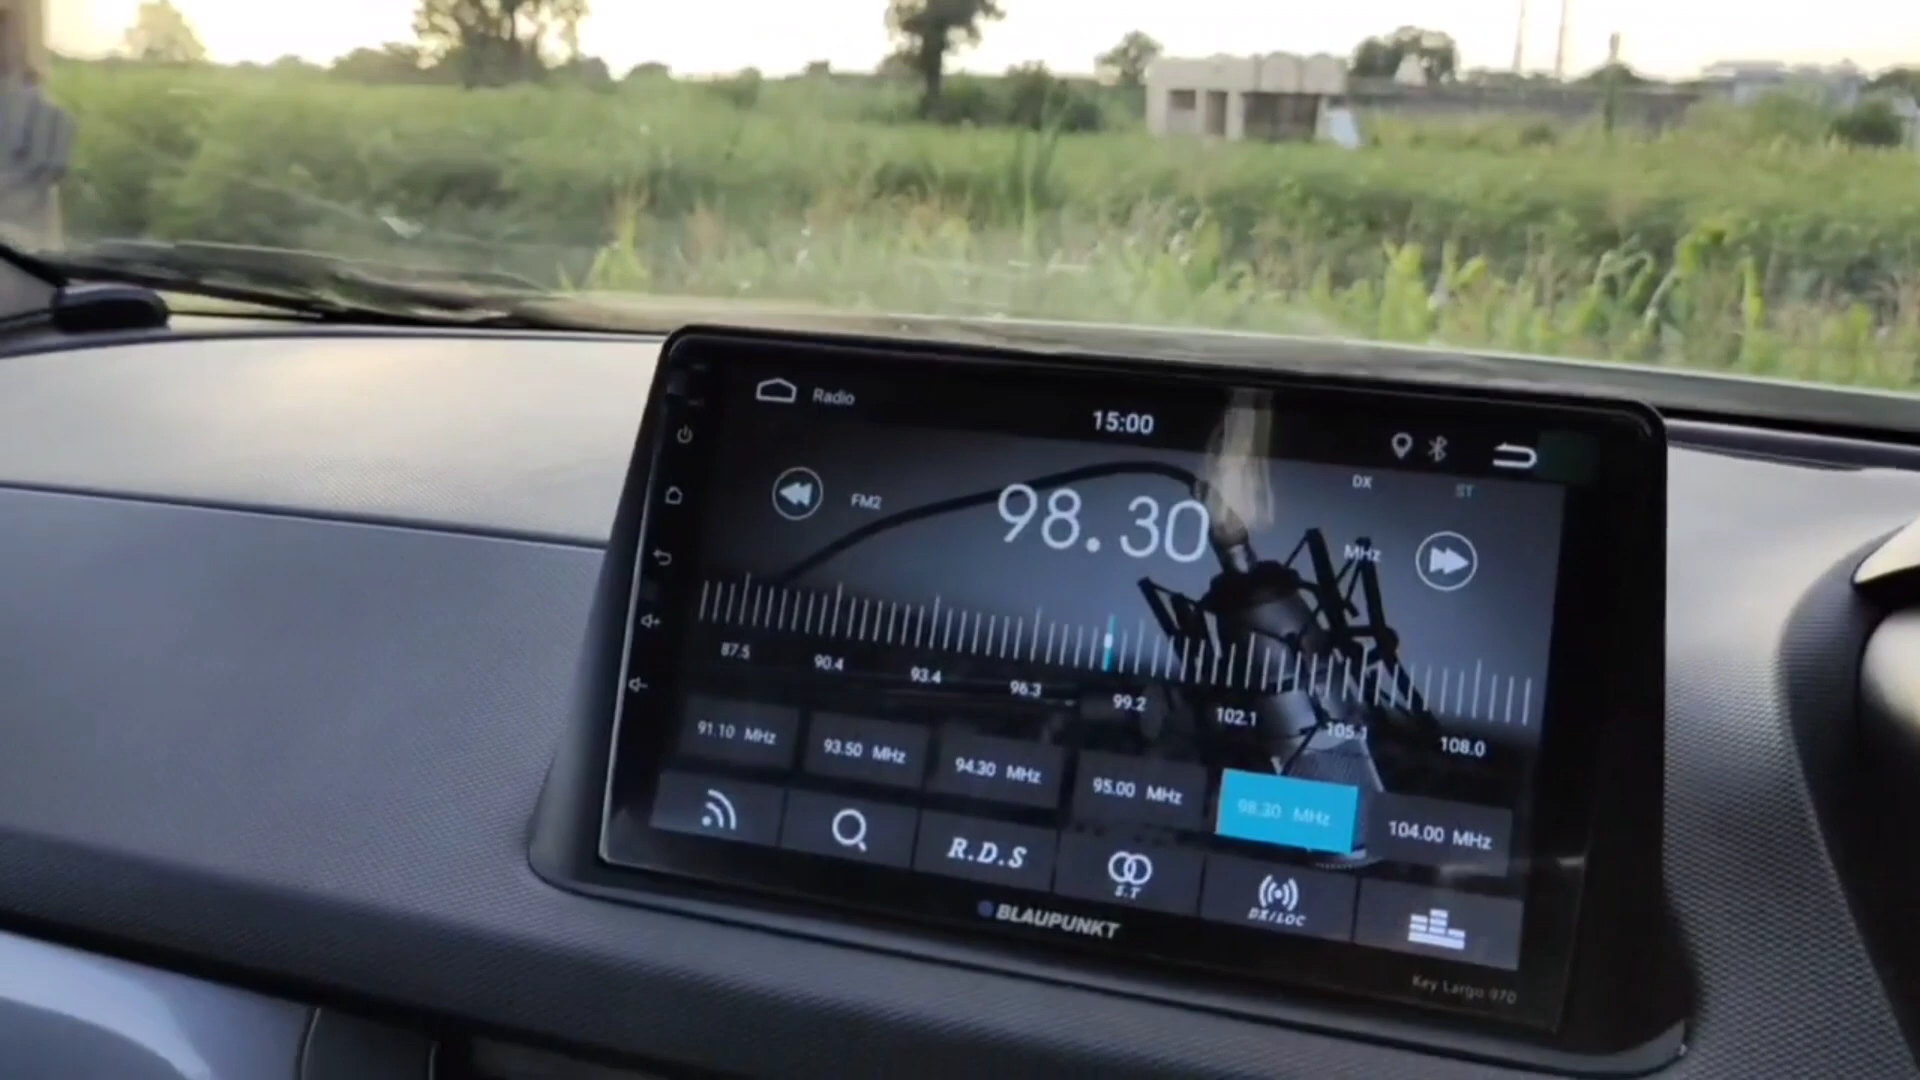 Radio
15:00
DX
ST
FM2
98.30
MHz
87.5 90.4 93.4 96.3 99.2 102.1 105.1 108.0
91.10 MHz 93.50 MHz 94.30 MHz 95.00 MHz 98.30 MHz 104.00 MHz
R.D.S
S.T
DX/LOC
BLAUPUNKT
Key Largo 970